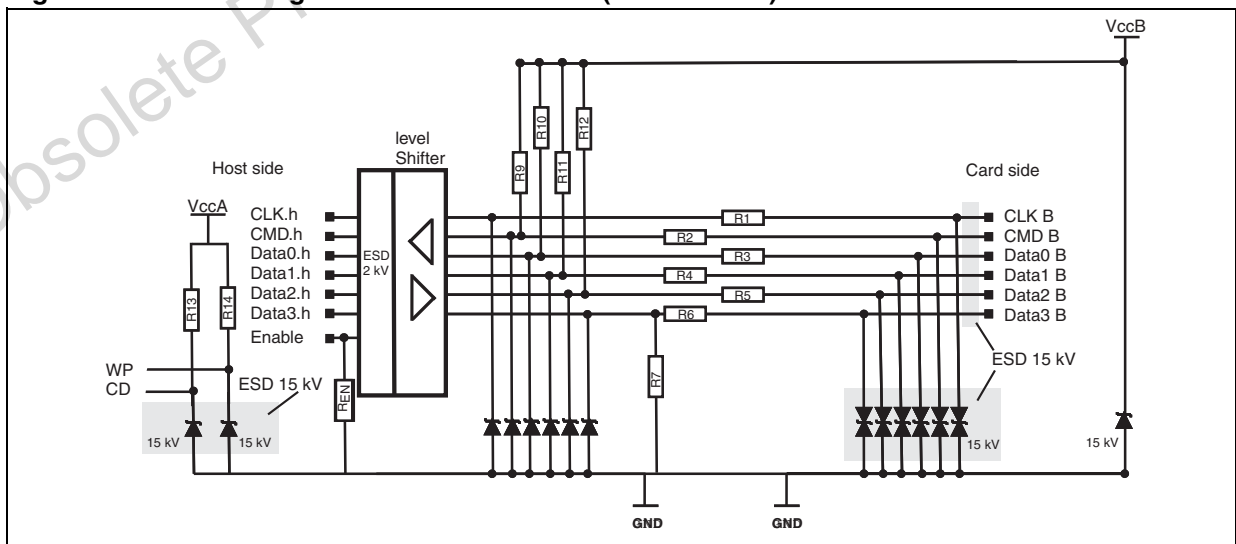 obsolete Pr
VccB
R10
R12
R9
R11
level
Shifter
Host side
Card side
VccA
CLK.h
CMD.h
Data0.h
Data1.h
Data2.h
Data3.h
Enable
ESD
2 kV
R1
R2
R3
R4
R5
R6
CLK B
CMD B
Data0 B
Data1 B
Data2 B
Data3 B
R13
R14
WP
CD
ESD 15 kV
REN
R7
ESD 15 kV
15 kV
15 kV
15 kV
15 kV
GND
GND